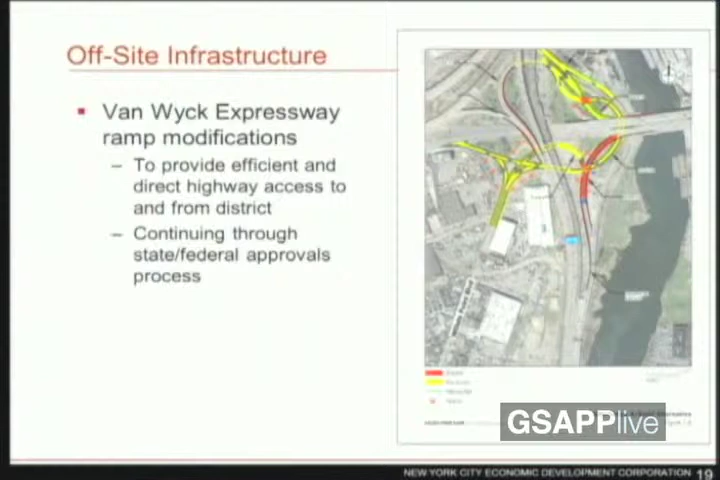 Off-Site Infrastructure
▪ Van Wyck Expressway
ramp modifications
– To provide efficient and
direct highway access to
and from district
– Continuing through
state/federal approvals
process
GSAPPlive
NEW YORK CITY ECONOMIC DEVELOPMENT CORPORATION 19